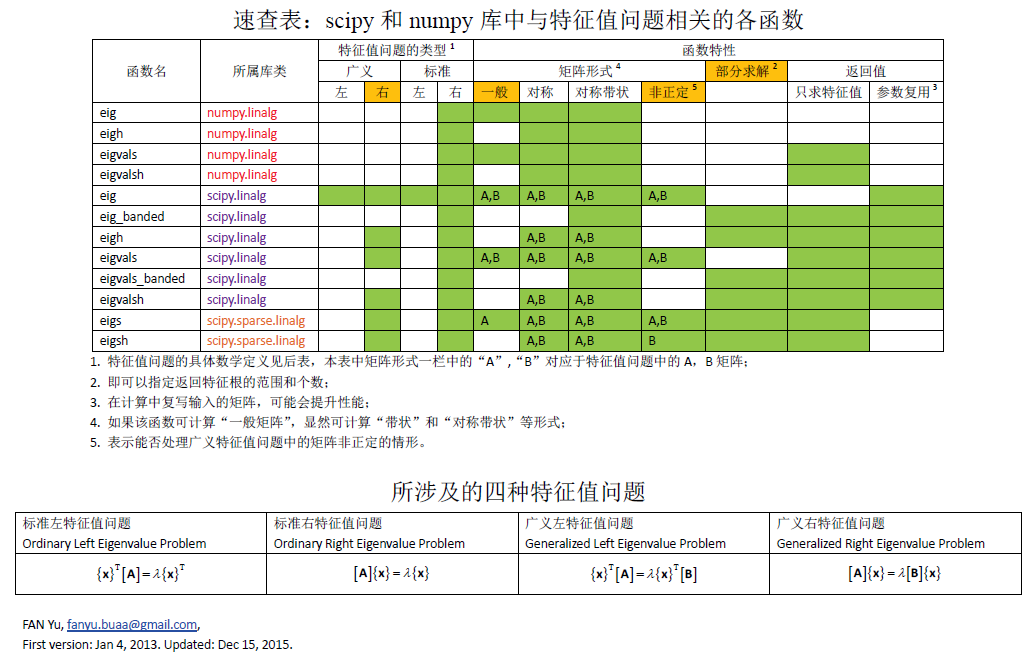 速查表：scipy 和 numpy 库中与特征值问题相关的各函数
函数名 所属库类 特征值问题的类型 1 函数特性
广义 标准 矩阵形式 4 部分求解 2 返回值
左 右 左 右 一般 对称 对称带状 非正定 5 只求特征值 参数复用 3
eig numpy.linalg
eigh numpy.linalg
eigvals numpy.linalg
eigvalsh numpy.linalg
eig scipy.linalg A,B A,B A,B A,B
eig_banded scipy.linalg
eigh scipy.linalg A,B A,B
eigvals scipy.linalg A,B A,B A,B A,B
eigvals_banded scipy.linalg
eigvalsh scipy.linalg A,B A,B
eigs scipy.sparse.linalg A A,B A,B A,B
eigsh scipy.sparse.linalg A,B A,B B
1. 特征值问题的具体数学定义见后表，本表中矩阵形式一栏中的“A”,“B”对应于特征值问题中的 A，B 矩阵；
2. 即可以指定返回特征根的范围和个数；
3. 在计算中复写输入的矩阵，可能会提升性能；
4. 如果该函数可计算“一般矩阵”，显然可计算“带状”和“对称带状”等形式；
5. 表示能否处理广义特征值问题中的矩阵非正定的情形。
所涉及的四种特征值问题
标准左特征值问题 标准右特征值问题 广义左特征值问题 广义右特征值问题
Ordinary Left Eigenvalue Problem Ordinary Right Eigenvalue Problem Generalized Left Eigenvalue Problem Generalized Right Eigenvalue Problem
{x}T[A]=λ{x}T [A]{x}=λ{x} {x}T[A]=λ{x}T[B] [A]{x}=λ[B]{x}
FAN Yu, fanyu.buaa@gmail.com,
First version: Jan 4, 2013. Updated: Dec 15, 2015.